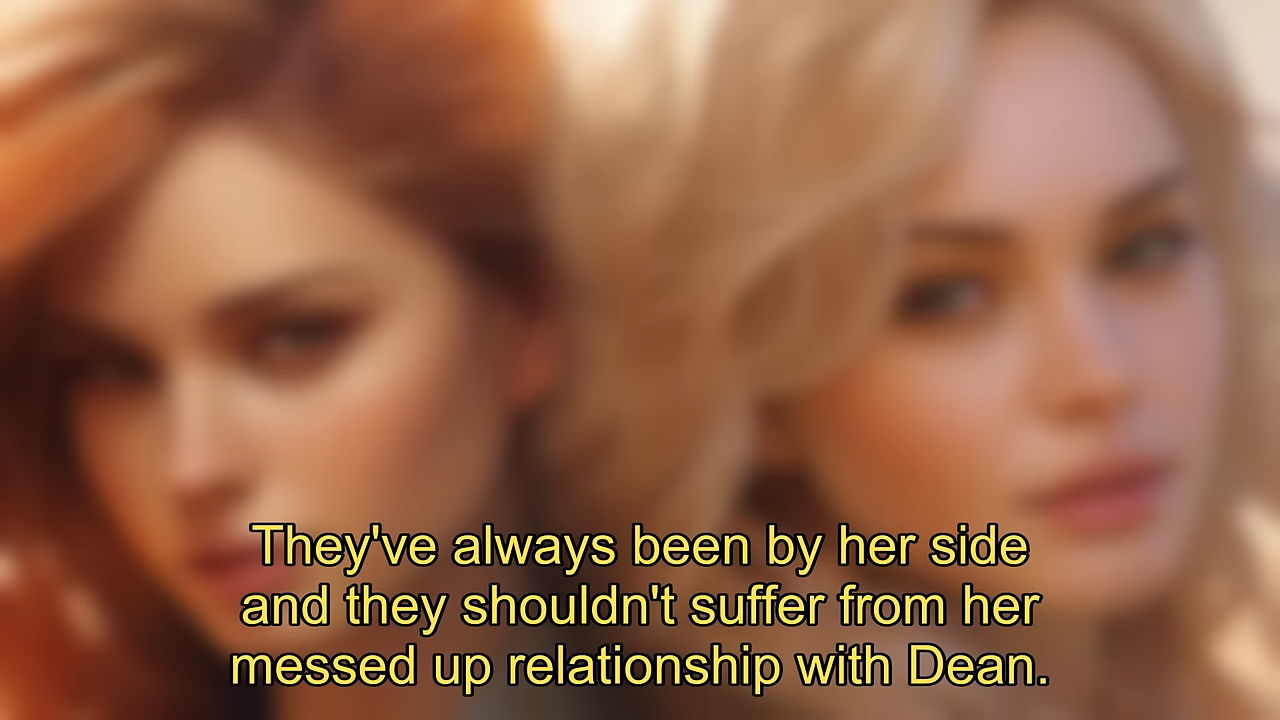 They've always been by her side
and they shouldn't suffer from her
messed up relationship with Dean.